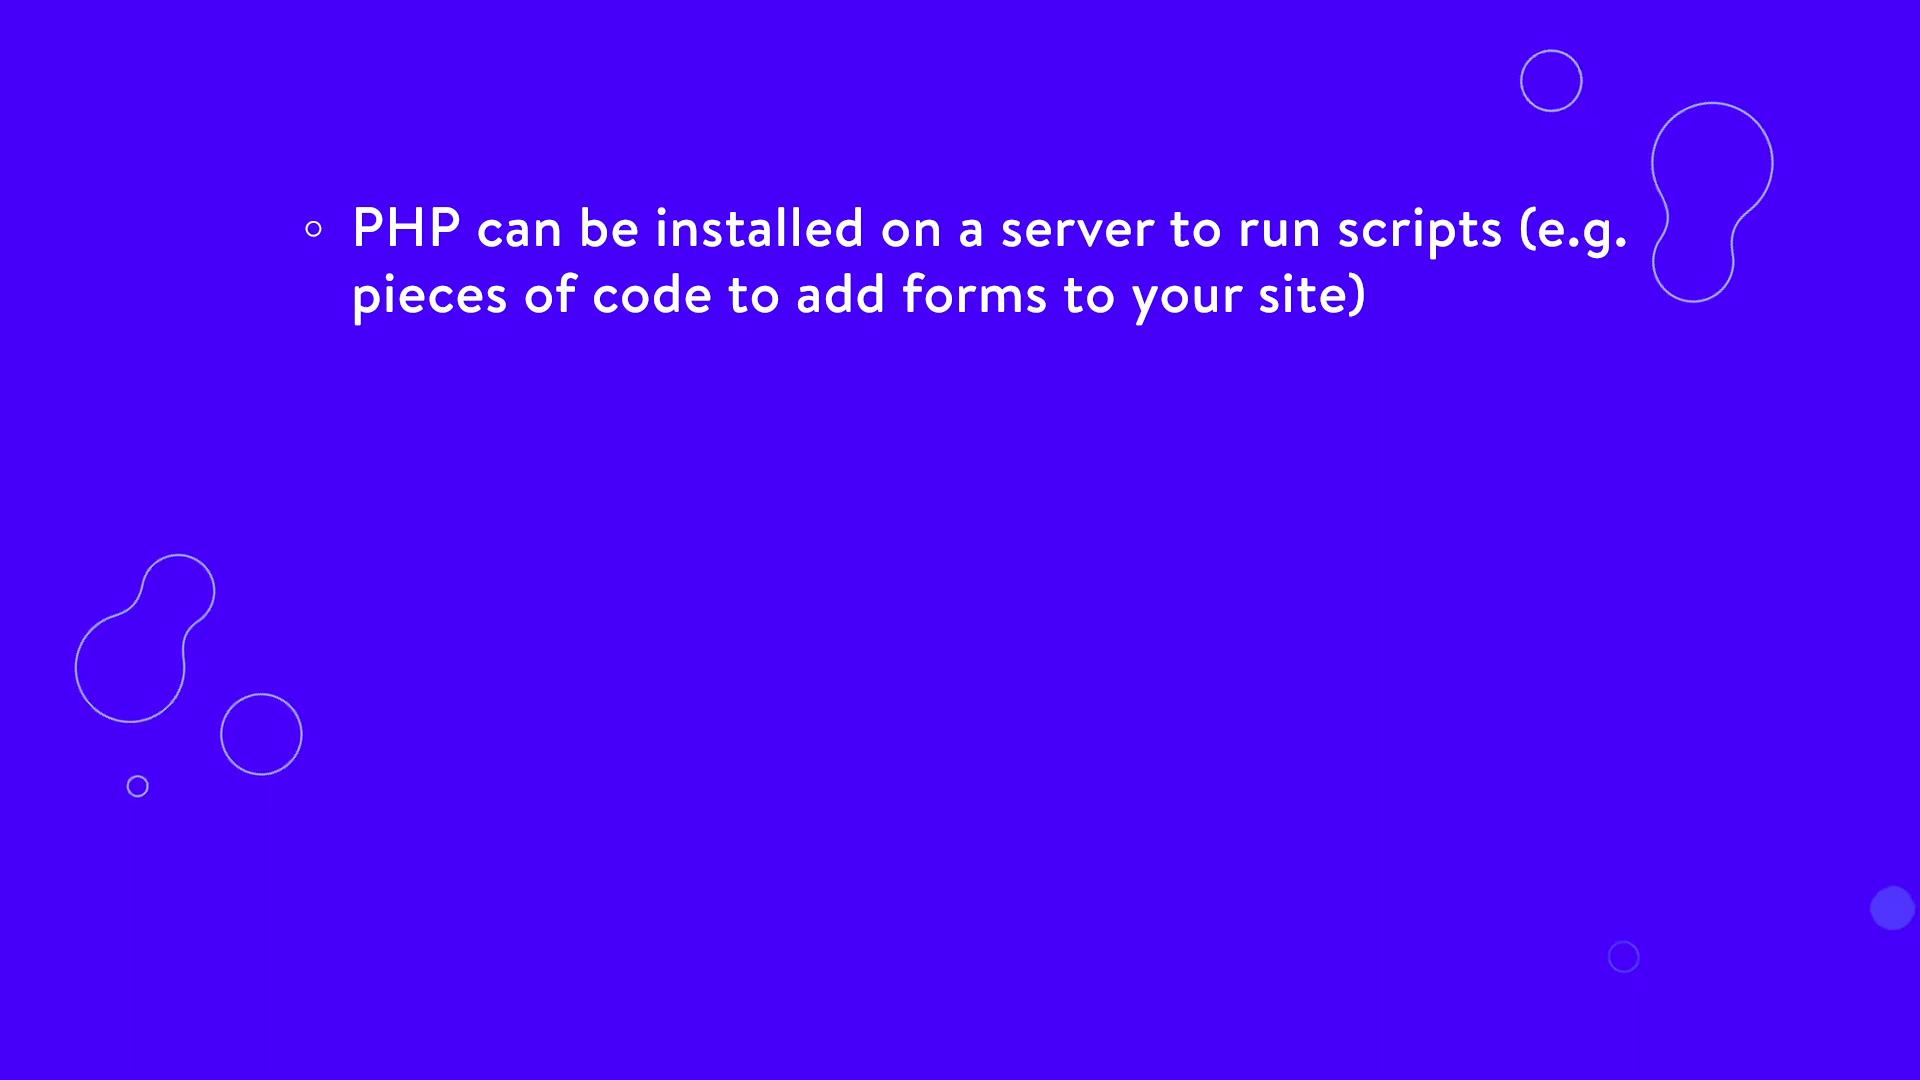 PHP can be installed on a server to run scripts (e.g.
pieces of code to add forms to your site)